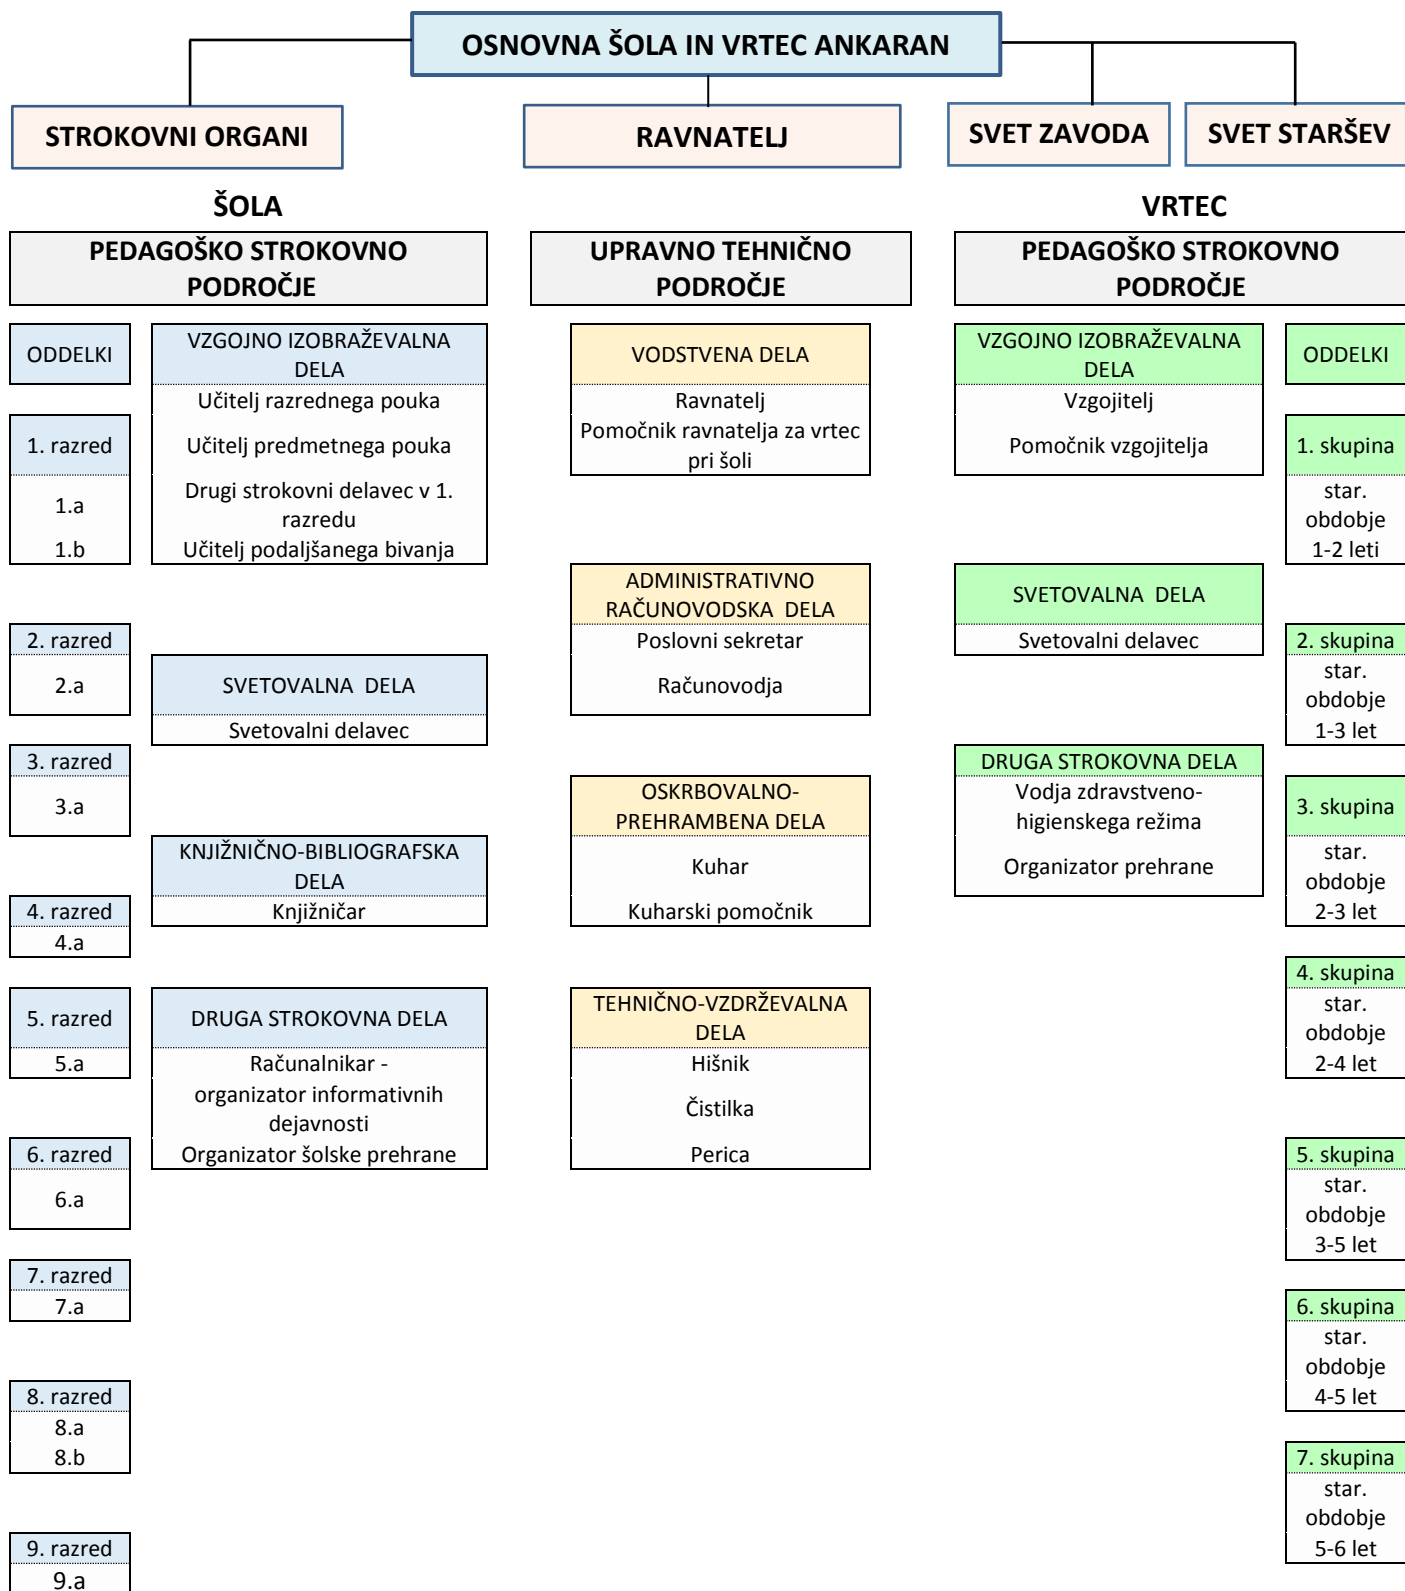 OSNOVNA ŠOLA IN VRTEC ANKARAN
STROKOVNI ORGANI
RAVNATELJ
SVET ZAVODA
SVET STARŠEV
ŠOLA
PEDAGOŠKO STROKOVNO
PODROČJE
ODDELKI
1. razred
1.a
1.b
2. razred
2.a
3. razred
3.a
4. razred
4.a
5. razred
5.a
6. razred
6.a
7. razred
7.a
8. razred
8.a
8.b
9. razred
9.a
VZGOJNO IZOBRAŽEVALNA
DELA
Učitelj razrednega pouka
Učitelj predmetnega pouka
Drugi strokovni delavec v 1.
razredu
Učitelj podaljšanega bivanja
SVETOVALNA DELA
Svetovalni delavec
KNJIŽNIČNO-BIBLIOGRAFSKA
DELA
Knjižničar
DRUGA STROKOVNA DELA
Računalnikar -
organizator informativnih
dejavnosti
Organizator šolske prehrane
UPRAVNO TEHNIČNO
PODROČJE
VODSTVENA DELA
Ravnatelj
Pomočnik ravnatelja za vrtec
pri šoli
ADMINISTRATIVNO
RAČUNOVODSKA DELA
Poslovni sekretar
Računovodja
OSKRBOVALNO-
PREHRAMBENA DELA
Kuhar
Kuharski pomočnik
TEHNIČNO-VZDRŽEVALNA
DELA
Hišnik
Čistilka
Perica
VRTEC
PEDAGOŠKO STROKOVNO
PODROČJE
VZGOJNO IZOBRAŽEVALNA
DELA
Vzgojitelj
Pomočnik vzgojitelja
SVETOVALNA DELA
Svetovalni delavec
DRUGA STROKOVNA DELA
Vodja zdravstveno-
higienskega režima
Organizator prehrane
ODDELKI
1. skupina
star.
obdobje
1-2 leti
2. skupina
star.
obdobje
1-3 let
3. skupina
star.
obdobje
2-3 let
4. skupina
star.
obdobje
2-4 let
5. skupina
star.
obdobje
3-5 let
6. skupina
star.
obdobje
4-5 let
7. skupina
star.
obdobje
5-6 let